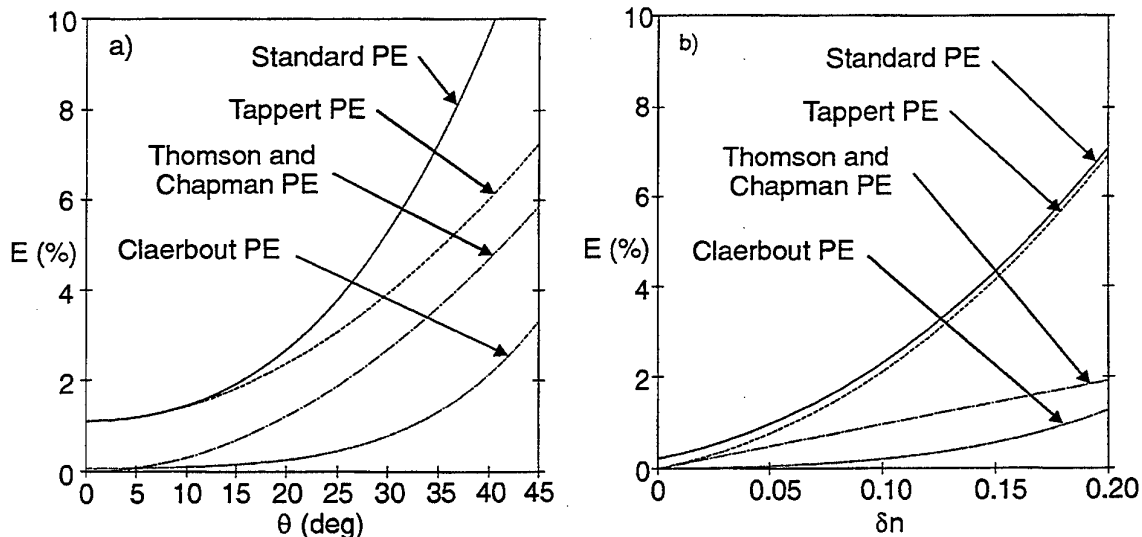 a)
10
8
6
E (%)
4
2
0
Standard PE
Tappert PE
Thomson and
Chapman PE
Claerbout PE
0 5 10 15 20 25 30 35 40 45
θ (deg)
b)
10
8
6
E (%)
4
2
0
Standard PE
Tappert PE
Thomson and
Chapman PE
Claerbout PE
0 0.05 0.10 0.15 0.20
δn